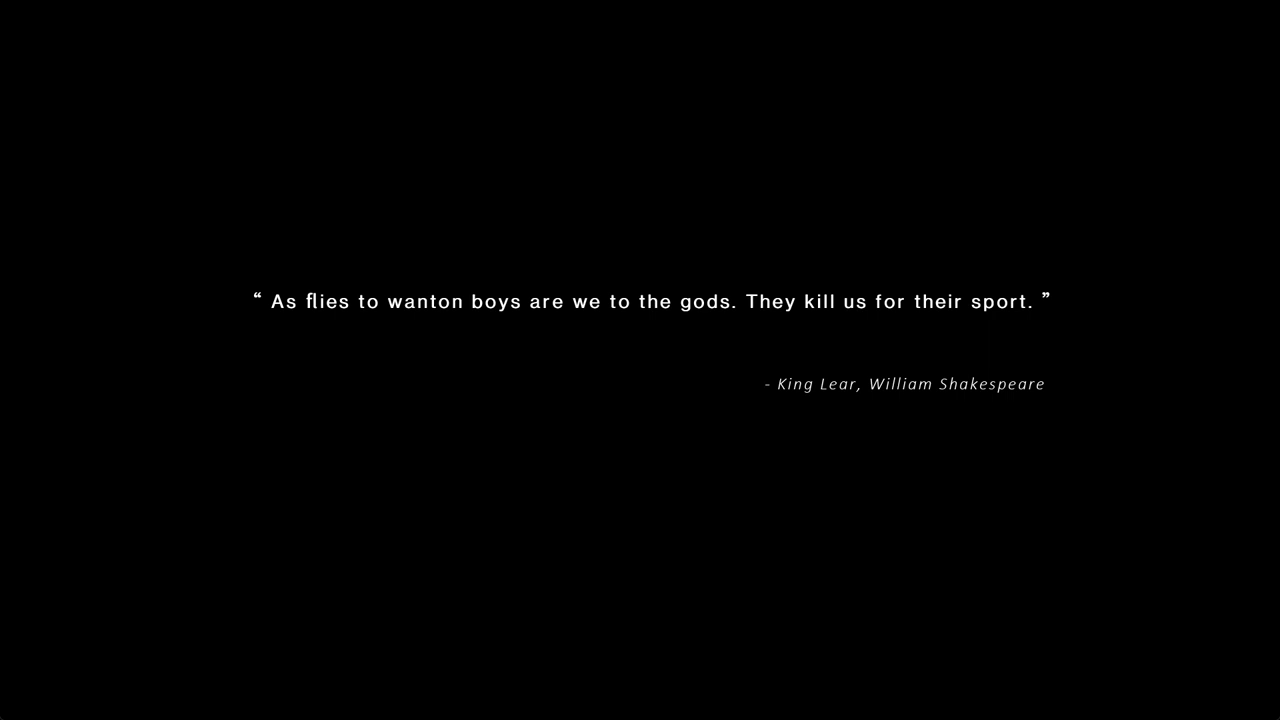 “ As flies to wanton boys are we to the gods. They kill us for their sport. ”
- King Lear, William Shakespeare